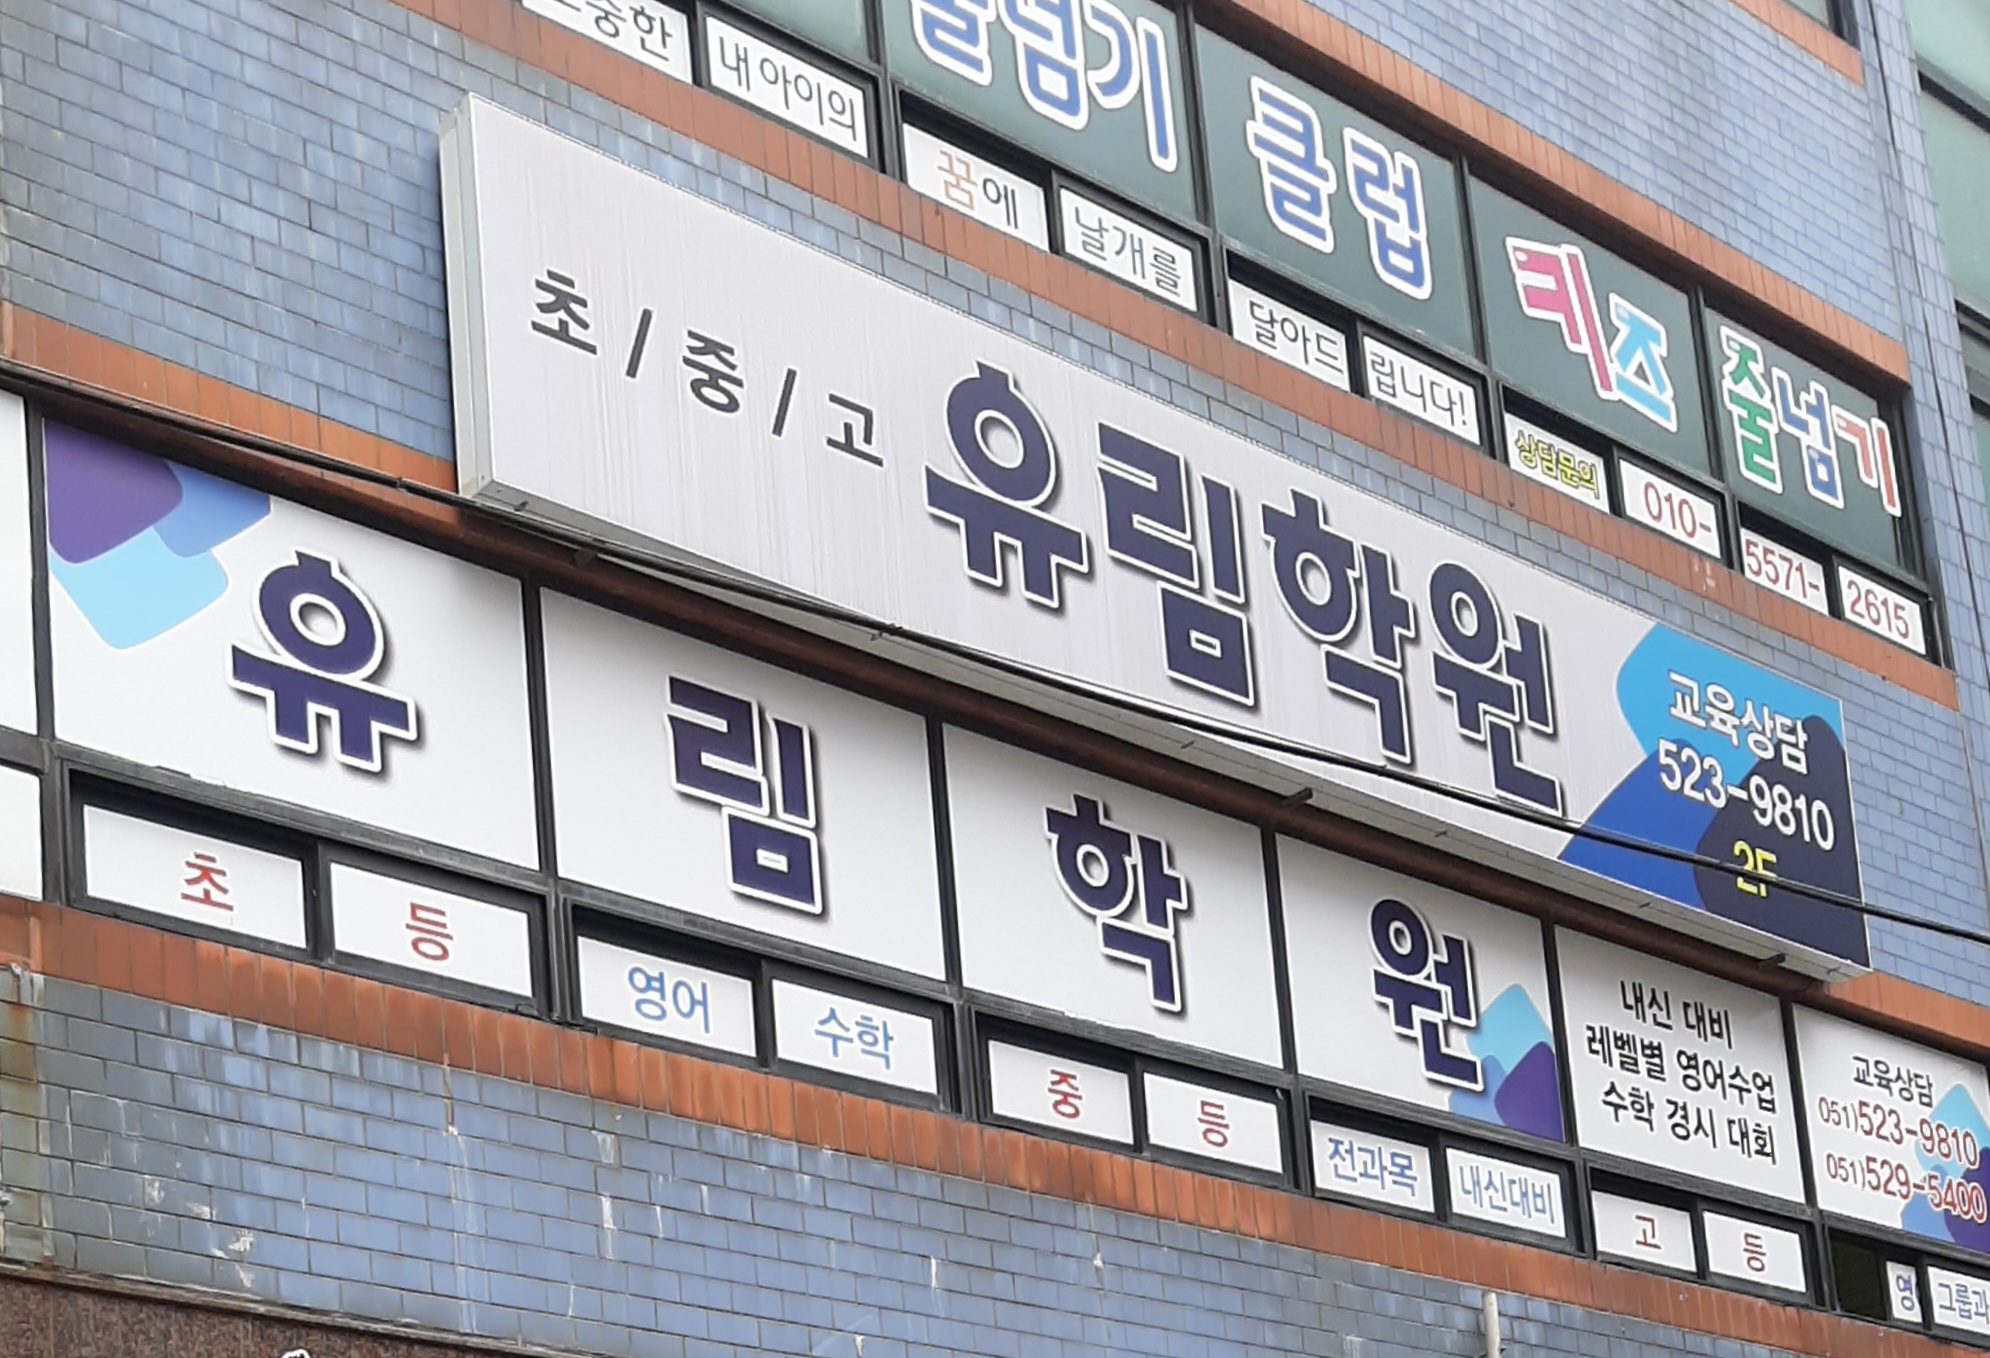 줄넘기 클럽 키즈 줄넘기
소중한 내 아이의 꿈에 날개를 달아드립니다!
상담문의 010-5571-2615
초/중/고 유림학원
교육상담
523-9810
2F
유림학원
내신 대비
레벨별 영어수업
수학 경시 대회
교육상담
051)523-9810
051)529-5400
초등 영어 수학 중등 전과목 내신대비 고등 영 그룹과